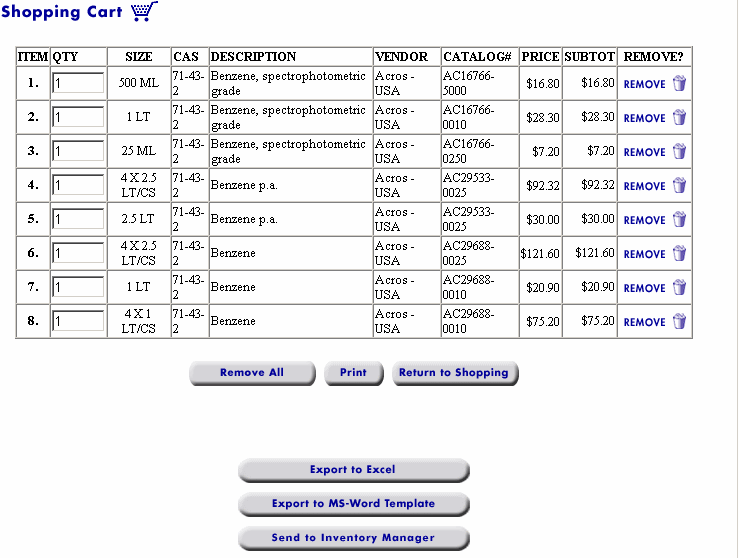 Shopping Cart
ITEM QTY SIZE CAS DESCRIPTION VENDOR CATALOG# PRICE SUBTOT REMOVE?
1. 1 500 ML 71-43-2 Benzene, spectrophotometric grade Acros - USA AC16766-5000 $16.80 $16.80 REMOVE
2. 1 1 LT 71-43-2 Benzene, spectrophotometric grade Acros - USA AC16766-0010 $28.30 $28.30 REMOVE
3. 1 25 ML 71-43-2 Benzene, spectrophotometric grade Acros - USA AC16766-0250 $7.20 $7.20 REMOVE
4. 1 4 X 2.5 LT/CS 71-43-2 Benzene p.a. Acros - USA AC29533-0025 $92.32 $92.32 REMOVE
5. 1 2.5 LT 71-43-2 Benzene p.a. Acros - USA AC29533-0025 $30.00 $30.00 REMOVE
6. 1 4 X 2.5 LT/CS 71-43-2 Benzene Acros - USA AC29688-0025 $121.60 $121.60 REMOVE
7. 1 1 LT 71-43-2 Benzene Acros - USA AC29688-0010 $20.90 $20.90 REMOVE
8. 1 4 X 1 LT/CS 71-43-2 Benzene Acros - USA AC29688-0010 $75.20 $75.20 REMOVE
Remove All Print Return to Shopping
Export to Excel
Export to MS-Word Template
Send to Inventory Manager